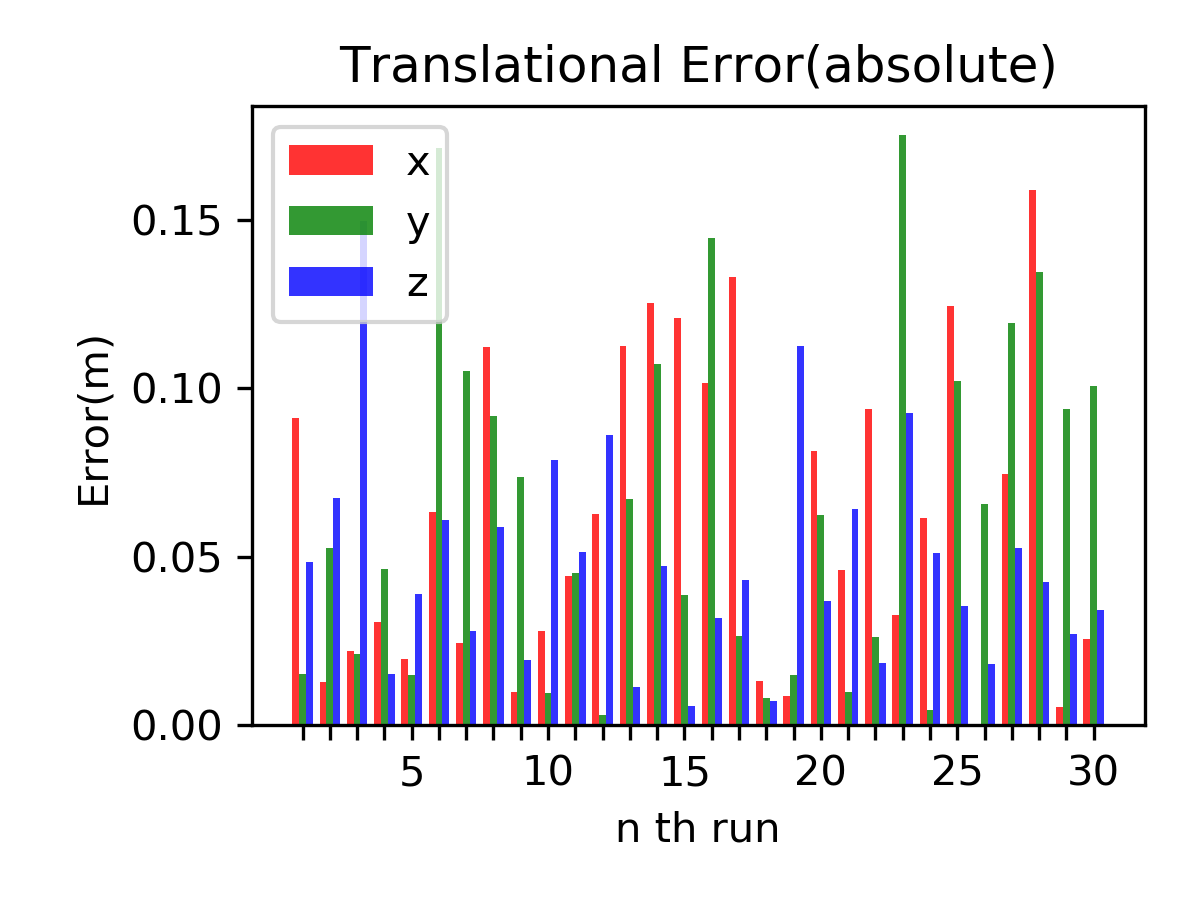 Translational Error(absolute)
x
y
z
Error(m)
0.15
0.10
0.05
0.00
5 10 15 20 25 30
n th run